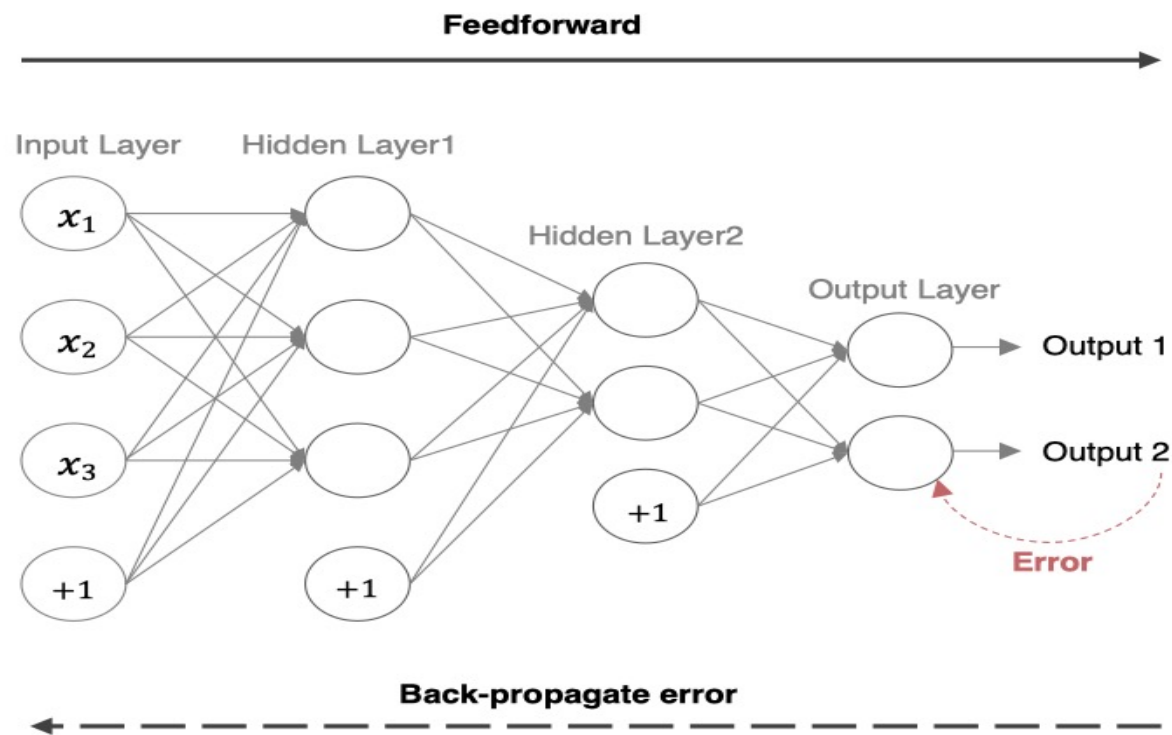 Feedforward
Input Layer
Hidden Layer1
x₁
Hidden Layer2
Output Layer
x₂
Output 1
x₃
Output 2
+1
Error
+1
+1
Back-propagate error